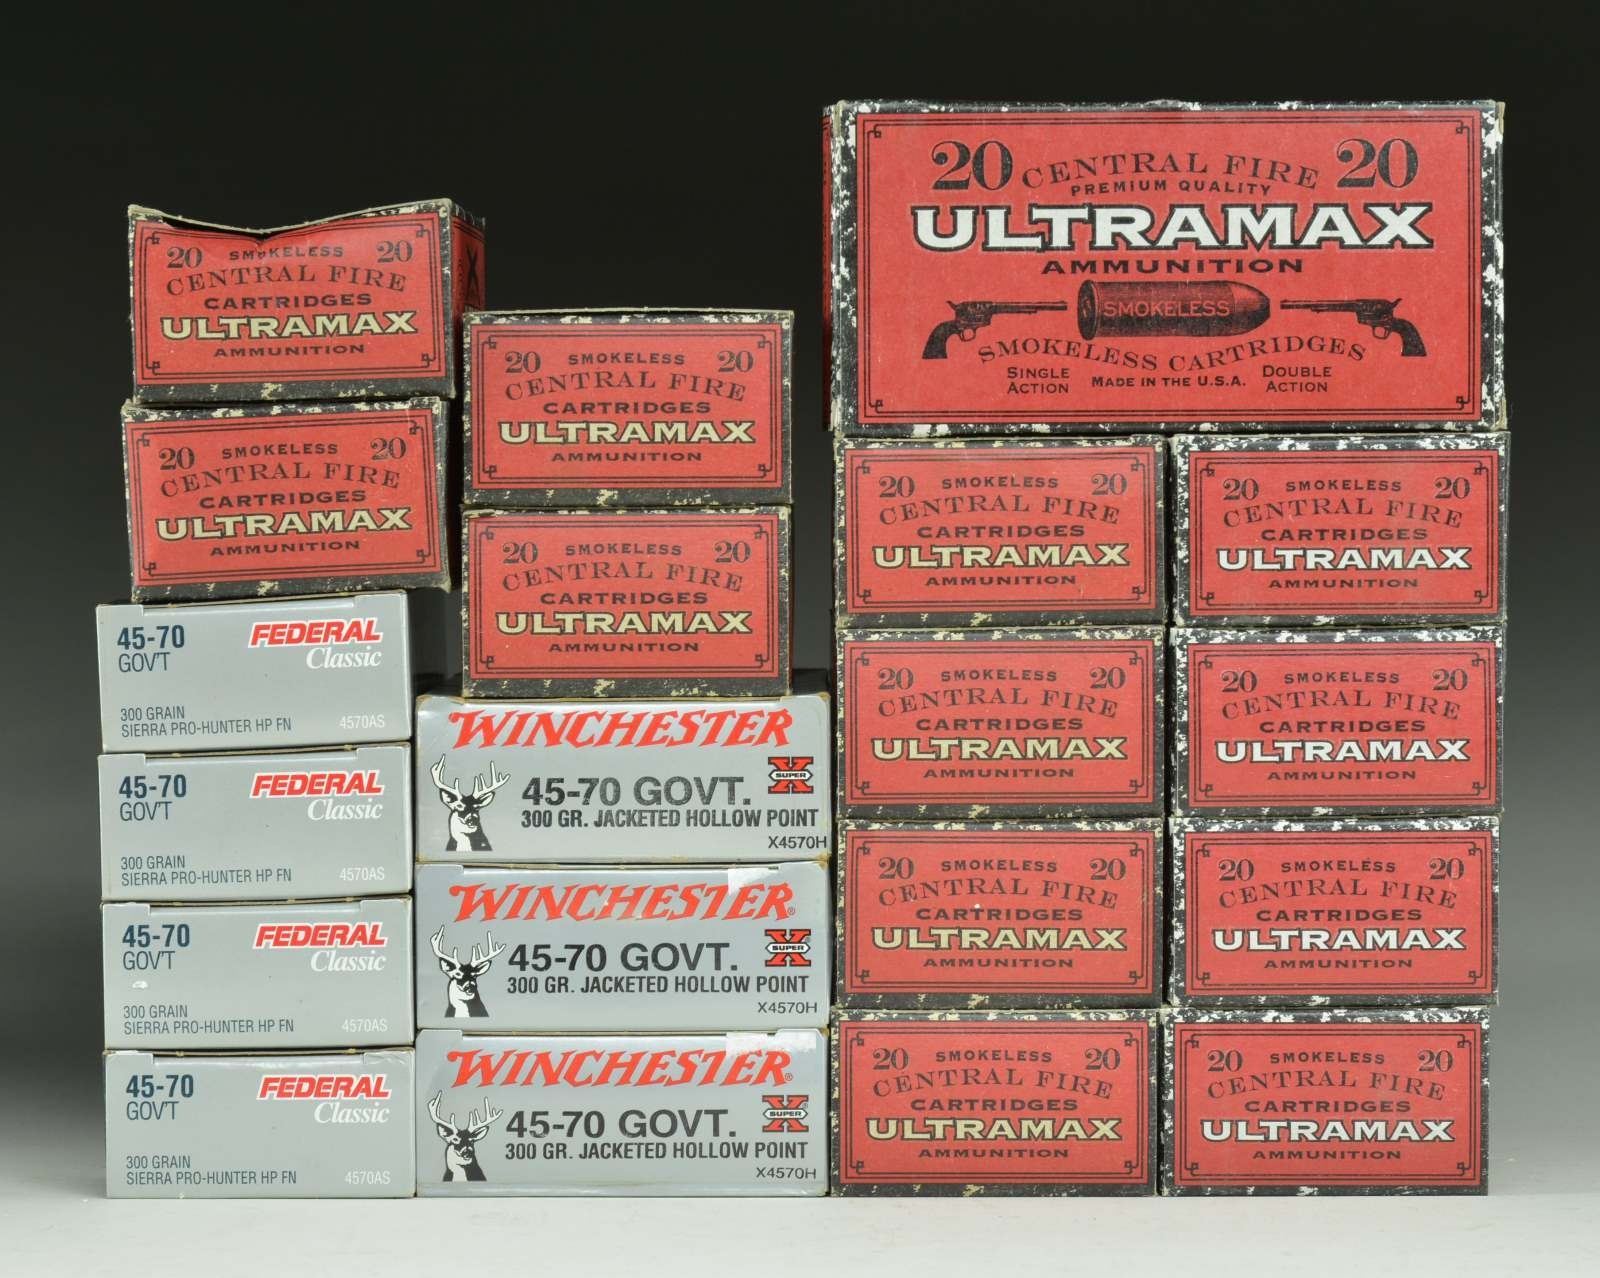 20 SMOKELESS 20
CENTRAL FIRE
CARTRIDGES
ULTRAMAX
AMMUNITION
20 SMOKELESS 20
CENTRAL FIRE
CARTRIDGES
ULTRAMAX
AMMUNITION
45-70
GOV'T
FEDERAL
Classic
300 GRAIN
SIERRA PRO-HUNTER HP FN
4570AS
45-70
GOV'T
FEDERAL
Classic
300 GRAIN
SIERRA PRO-HUNTER HP FN
4570AS
45-70
GOV'T
FEDERAL
Classic
300 GRAIN
SIERRA PRO-HUNTER HP FN
4570AS
45-70
GOV'T
FEDERAL
Classic
300 GRAIN
SIERRA PRO-HUNTER HP FN
4570AS
20 SMOKELESS 20
CENTRAL FIRE
CARTRIDGES
ULTRAMAX
AMMUNITION
20 SMOKELESS 20
CENTRAL FIRE
CARTRIDGES
ULTRAMAX
AMMUNITION
WINCHESTER
X SUPER
45-70 GOVT.
300 GR. JACKETED HOLLOW POINT
X4570H
WINCHESTER®
X SUPER
45-70 GOVT.
300 GR. JACKETED HOLLOW POINT
X4570H
WINCHESTER®
X SUPER
45-70 GOVT.
300 GR. JACKETED HOLLOW POINT
X4570H
20 CENTRAL FIRE 20
PREMIUM QUALITY
ULTRAMAX
AMMUNITION
SMOKELESS
SMOKELESS CARTRIDGES
SINGLE ACTION
MADE IN THE U.S.A.
DOUBLE ACTION
20 SMOKELESS 20
CENTRAL FIRE
CARTRIDGES
ULTRAMAX
AMMUNITION
20 SMOKELESS 20
CENTRAL FIRE
CARTRIDGES
ULTRAMAX
AMMUNITION
20 SMOKELESS 20
CENTRAL FIRE
CARTRIDGES
ULTRAMAX
AMMUNITION
20 SMOKELESS 20
CENTRAL FIRE
CARTRIDGES
ULTRAMAX
AMMUNITION
20 SMOKELESS 20
CENTRAL FIRE
CARTRIDGES
ULTRAMAX
AMMUNITION
20 SMOKELESS 20
CENTRAL FIRE
CARTRIDGES
ULTRAMAX
AMMUNITION
20 SMOKELESS 20
CENTRAL FIRE
CARTRIDGES
ULTRAMAX
AMMUNITION
20 SMOKELESS 20
CENTRAL FIRE
CARTRIDGES
ULTRAMAX
AMMUNITION